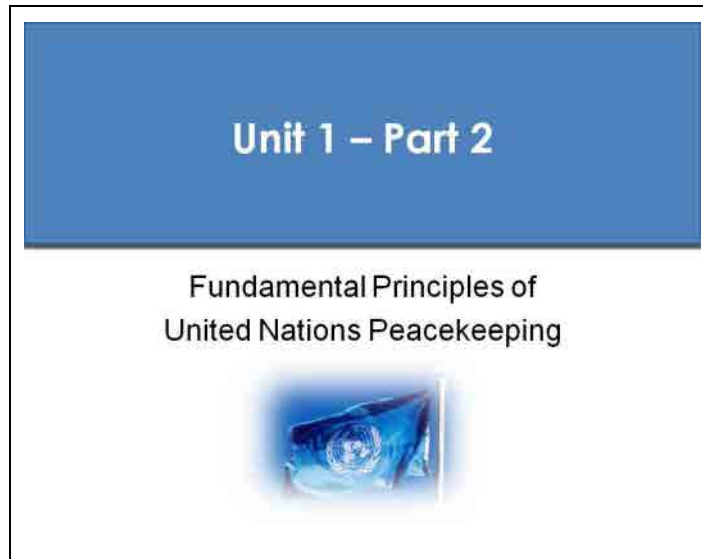 Unit 1 – Part 2
Fundamental Principles of
United Nations Peacekeeping